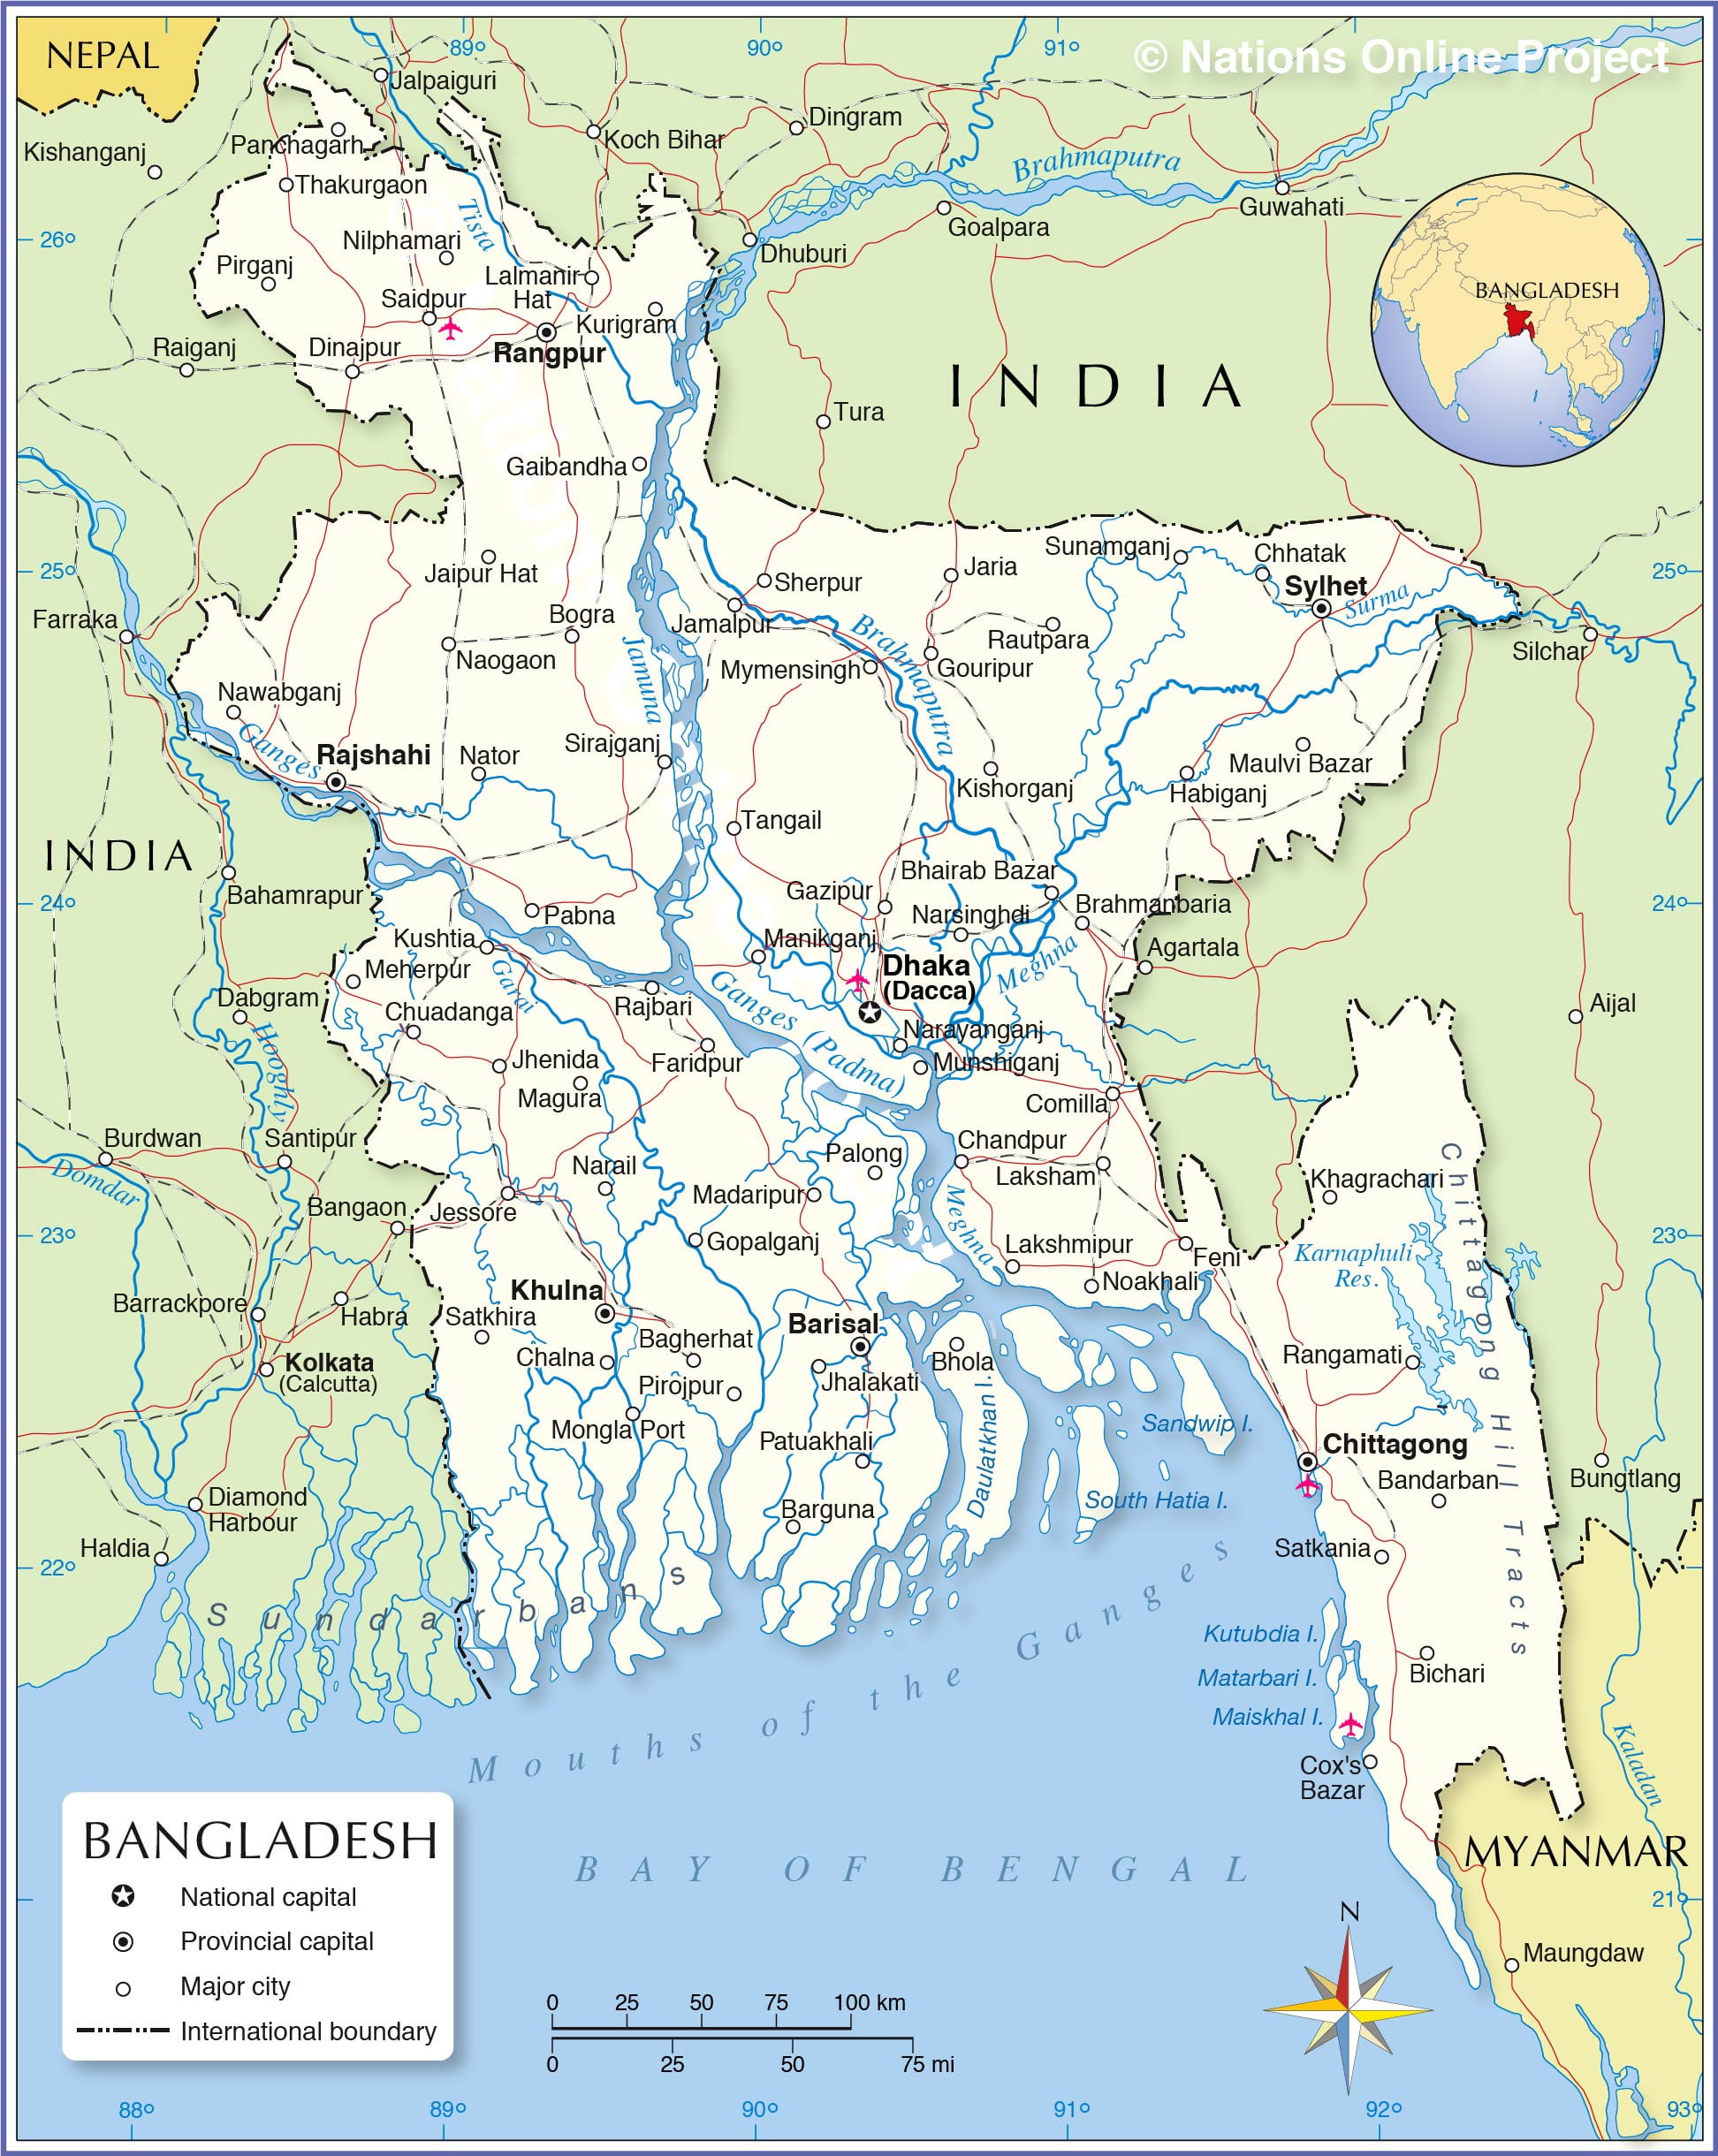 NEPAL
89°
90°
91°
© Nations Online Project
Jalpaiguri
Dingram
Koch Bihar
Panchagarh
Kishanganj
Brahmaputra
Thakurgaon
Guwahati
Tista
Goalpara
Nilphamari
26°
Dhuburi
Pirganj
Lalmanir
Hat
BANGLADESH
Saidpur
Kurigram
Raiganj
Dinajpur
Rangpur
INDIA
Tura
Gaibandha
Sunamganj
Chhatak
25°
Jaipur Hat
Jaria
25°
Sherpur
Sylhet
Surma
Farraka
Bogra
Jamalpur
Brahmaputra
Rautpara
Silchar
Naogaon
Jamuna
Mymensingh
Gouripur
Nawabganj
Ganges
Rajshahi
Nator
Sirajganj
Maulvi Bazar
Kishorganj
Habiganj
Tangail
INDIA
Bhairab Bazar
Bahamrapur
Gazipur
24°
Pabna
Narsinghdi
Brahmanbaria
24°
Kushtia
Manikganj
Agartala
Meherpur
Garai
Dhaka
(Dacca)
Meghna
Dabgram
Chuadanga
Rajbari
Ganges (Padma)
Aijal
Hooghly
Narayanganj
Jhenida
Faridpur
Munshiganj
Magura
Comilla
Burdwan
Santipur
Chandpur
Palong
Domdar
Narail
Laksham
Khagrachari
Chittagong Hill Tracts
Bangaon
Jessore
Madaripur
Meghna
23°
Gopalganj
Lakshmipur
Feni
Karnaphuli
Res.
23°
Noakhali
Barrackpore
Habra
Khulna
Satkhira
Barisal
Bagherhat
Kolkata
(Calcutta)
Chalna
Bhola
Rangamati
Pirojpur
Jhalakati
Daulatkhan I.
Mongla Port
Patuakhali
Sandwip I.
Chittagong
Bandarban
Bungtlang
Diamond
Harbour
Barguna
South Hatia I.
Haldia
22°
Satkania
Sundarbans
Kutubdia I.
Mouths of the Ganges
Matarbari I.
Bichari
Maiskhal I.
Kaladan
Cox's
Bazar
BANGLADESH
National capital
Provincial capital
Major city
International boundary
BAY OF BENGAL
MYANMAR
21°
N
Maungdaw
0 25 50 75 100 km
0 25 50 75 mi
88°
89°
90°
91°
92°
93°